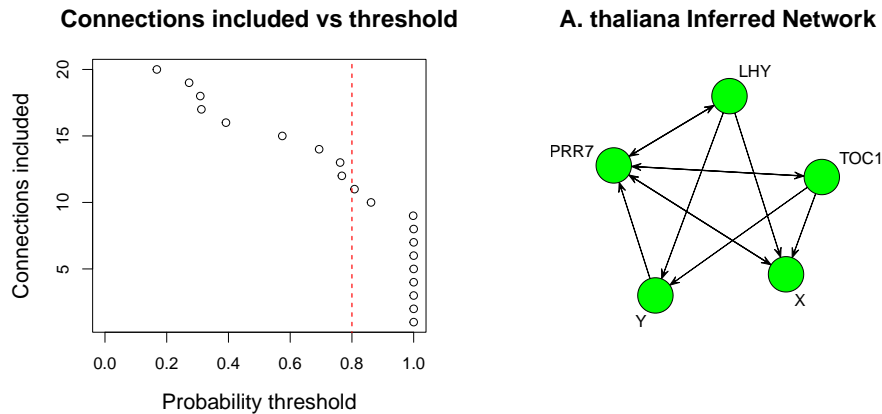 Connections included vs threshold
Connections included
20
15
10
5
0.0 0.2 0.4 0.6 0.8 1.0
Probability threshold
A. thaliana Inferred Network
LHY
PRR7
TOC1
X
Y